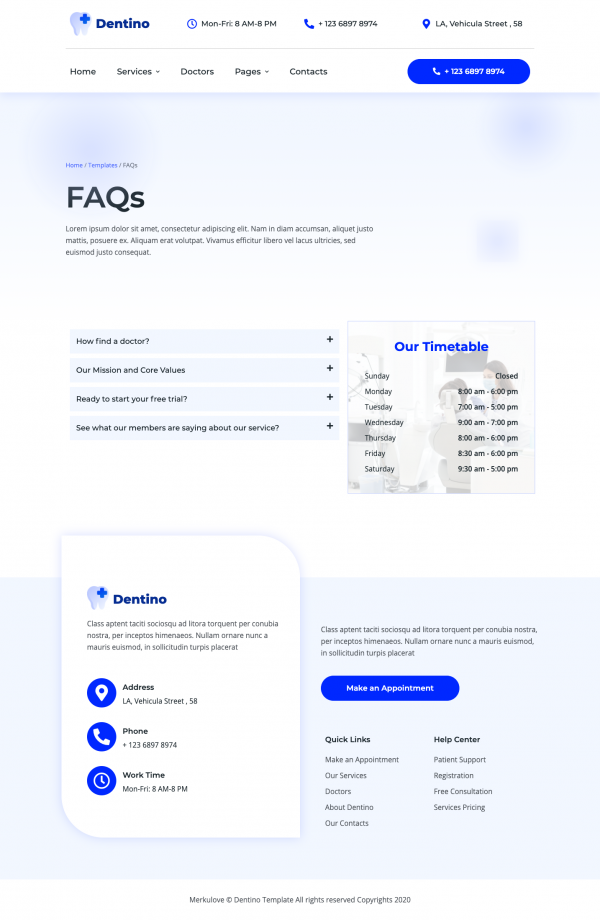 Dentino
Mon-Fri: 8 AM-8 PM
+ 123 6897 8974
LA, Vehicula Street , 58
Home
Services
Doctors
Pages
Contacts
+ 123 6897 8974
Home / Templates / FAQs
FAQs
Lorem ipsum dolor sit amet, consectetur adipiscing elit. Nam in diam accumsan, aliquet justo
mattis, posuere ex. Aliquam erat volutpat. Vivamus efficitur libero vel lacus ultricies, sed
euismod justo consequat.
How find a doctor?
Our Mission and Core Values
Ready to start your free trial?
See what our members are saying about our service?
Our Timetable
Sunday Closed
Monday 8:00 am - 6:00 pm
Tuesday 7:00 am - 5:00 pm
Wednesday 9:00 am - 7:00 pm
Thursday 8:00 am - 6:00 pm
Friday 8:30 am - 6:00 pm
Saturday 9:30 am - 5:00 pm
Dentino
Class aptent taciti sociosqu ad litora torquent per conubia
nostra, per inceptos himenaeos. Nullam ornare nunc a
mauris euismod, in sollicitudin turpis placerat
Address
LA, Vehicula Street , 58
Phone
+ 123 6897 8974
Work Time
Mon-Fri: 8 AM-8 PM
Class aptent taciti sociosqu ad litora torquent per conubia nostra,
per inceptos himenaeos. Nullam ornare nunc a mauris euismod,
in sollicitudin turpis placerat
Make an Appointment
Quick Links
Make an Appointment
Our Services
Doctors
About Dentino
Our Contacts
Help Center
Patient Support
Registration
Free Consultation
Services Pricing
Merkulove © Dentino Template All rights reserved Copyrights 2020